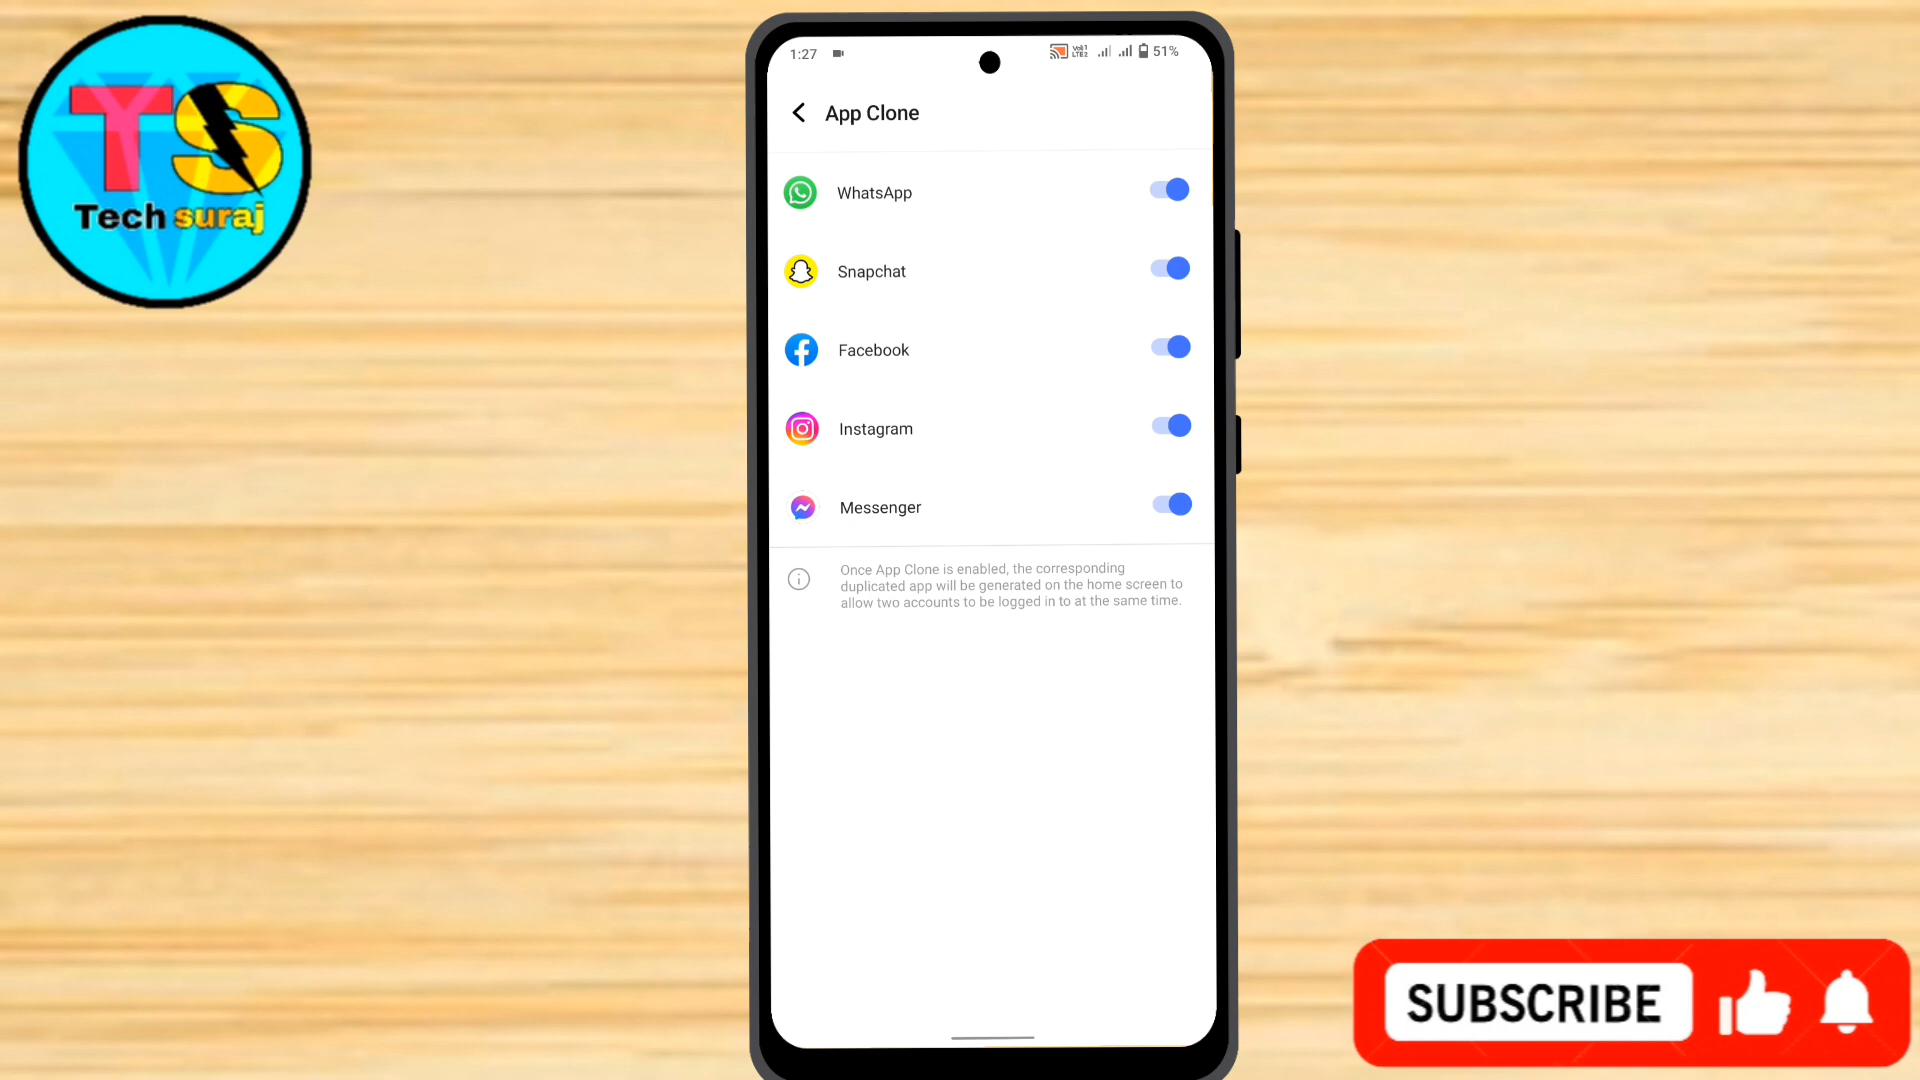 TS
Tech suraj
1:27
Vo1
LTE2
51%
App Clone
WhatsApp
Snapchat
Facebook
Instagram
Messenger
Once App Clone is enabled, the corresponding
duplicated app will be generated on the home screen to
allow two accounts to be logged in to at the same time.
SUBSCRIBE